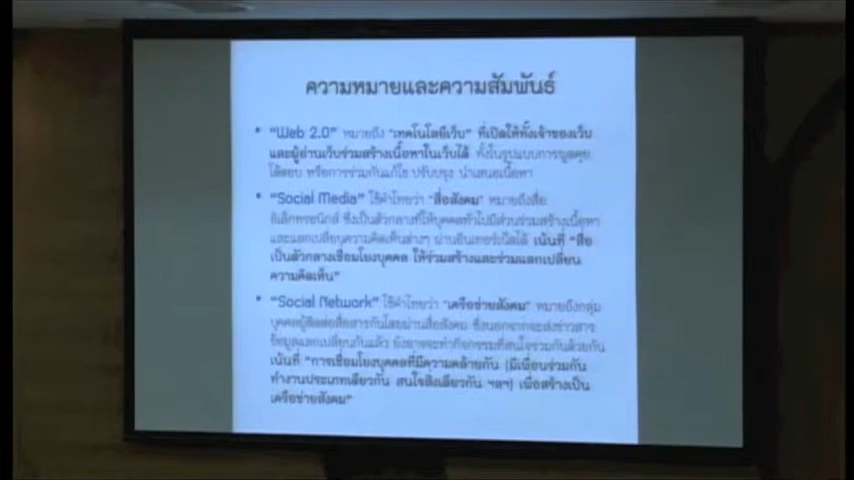 ความหมายและความสัมพันธ์
• "Web 2.0" หมายถึง "เทคโนโลยีเว็บ" ที่เปิดให้ทั้งเจ้าของเว็บ
และผู้อ่านเว็บร่วมสร้างเนื้อหาในเว็บได้ ทั้งในรูปแบบการพูดคุย
โต้ตอบ หรือการร่วมกันแก้ไข ปรับปรุง นำเสนอเนื้อหา
• "Social Media" ใช้คำไทยว่า "สื่อสังคม" หมายถึงสื่อ
อิเล็กทรอนิกส์ ซึ่งเป็นตัวกลางที่ให้บุคคลทั่วไปมีส่วนร่วมสร้างเนื้อหา
และแลกเปลี่ยนความคิดเห็นต่างๆ ผ่านอินเทอร์เน็ตได้ เน้นที่ "สื่อ
เป็นตัวกลางเชื่อมโยงบุคคล ให้ร่วมสร้างและร่วมแลกเปลี่ยน
ความคิดเห็น"
• "Social Network" ใช้คำไทยว่า "เครือข่ายสังคม" หมายถึงกลุ่ม
บุคคลผู้ติดต่อสื่อสารกันโดยผ่านสื่อสังคม ซึ่งนอกจากจะส่งข่าวสาร
ข้อมูลแลกเปลี่ยนกันแล้ว ยังอาจจะทำกิจกรรมที่สนใจร่วมกันด้วยกัน
เน้นที่ "การเชื่อมโยงบุคคลที่มีความคล้ายกัน (มีเพื่อนร่วมกัน
ทำงานประเภทเดียวกัน สนใจสิ่งเดียวกัน ฯลฯ) เพื่อสร้างเป็น
เครือข่ายสังคม"